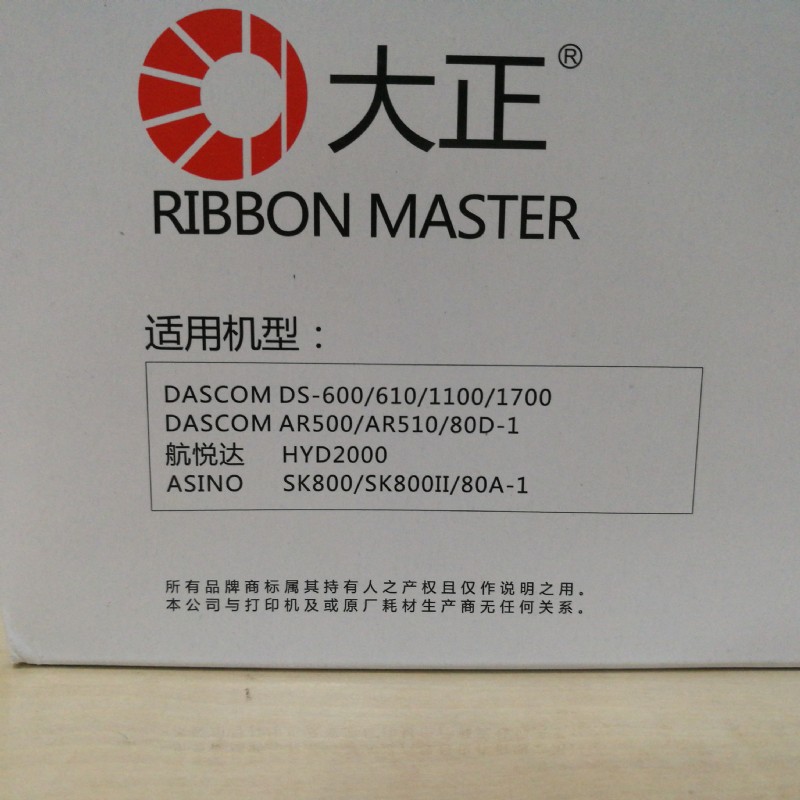 大正®
RIBBON MASTER
适用机型：
DASCOM DS-600/610/1100/1700
DASCOM AR500/AR510/80D-1
航悦达 HYD2000
ASINO SK800/SK800II/80A-1
所有品牌商标属其持有人之产权且仅作说明之用。
本公司与打印机及或原厂耗材生产商无任何关系。